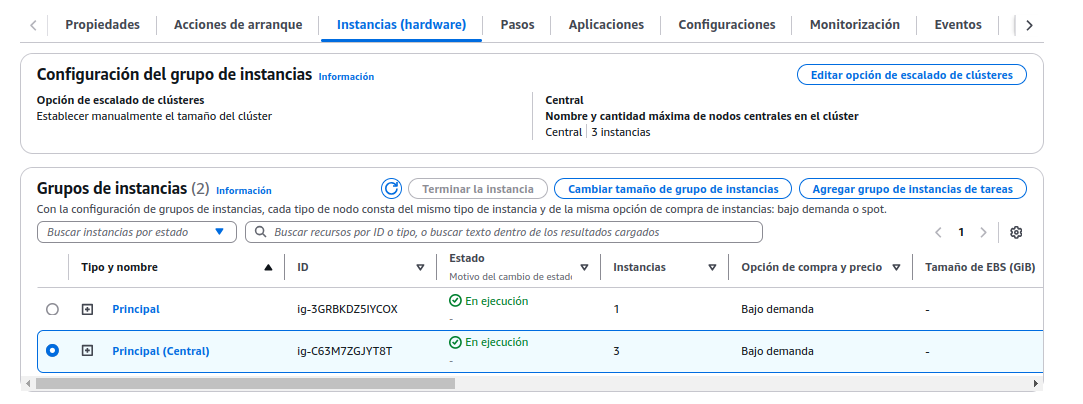 Propiedades Acciones de arranque Instancias (hardware) Pasos Aplicaciones Configuraciones Monitorización Eventos
Configuración del grupo de instancias Información Editar opción de escalado de clústeres
Opción de escalado de clústeres
Establecer manualmente el tamaño del clúster
Central
Nombre y cantidad máxima de nodos centrales en el clúster
Central 3 instancias
Grupos de instancias (2) Información Terminar la instancia Cambiar tamaño de grupo de instancias Agregar grupo de instancias de tareas
Con la configuración de grupos de instancias, cada tipo de nodo consta del mismo tipo de instancia y de la misma opción de compra de instancias: bajo demanda o spot.
Buscar instancias por estado Buscar recursos por ID o tipo, o buscar texto dentro de los resultados cargados 1
Tipo y nombre ID Estado Instancias Opción de compra y precio Tamaño de EBS (GiB)
Motivo del cambio de estado
Principal ig-3GRBKDZ5IYCOX En ejecución 1 Bajo demanda -
-
Principal (Central) ig-C63M7ZGJYT8T En ejecución 3 Bajo demanda -
-